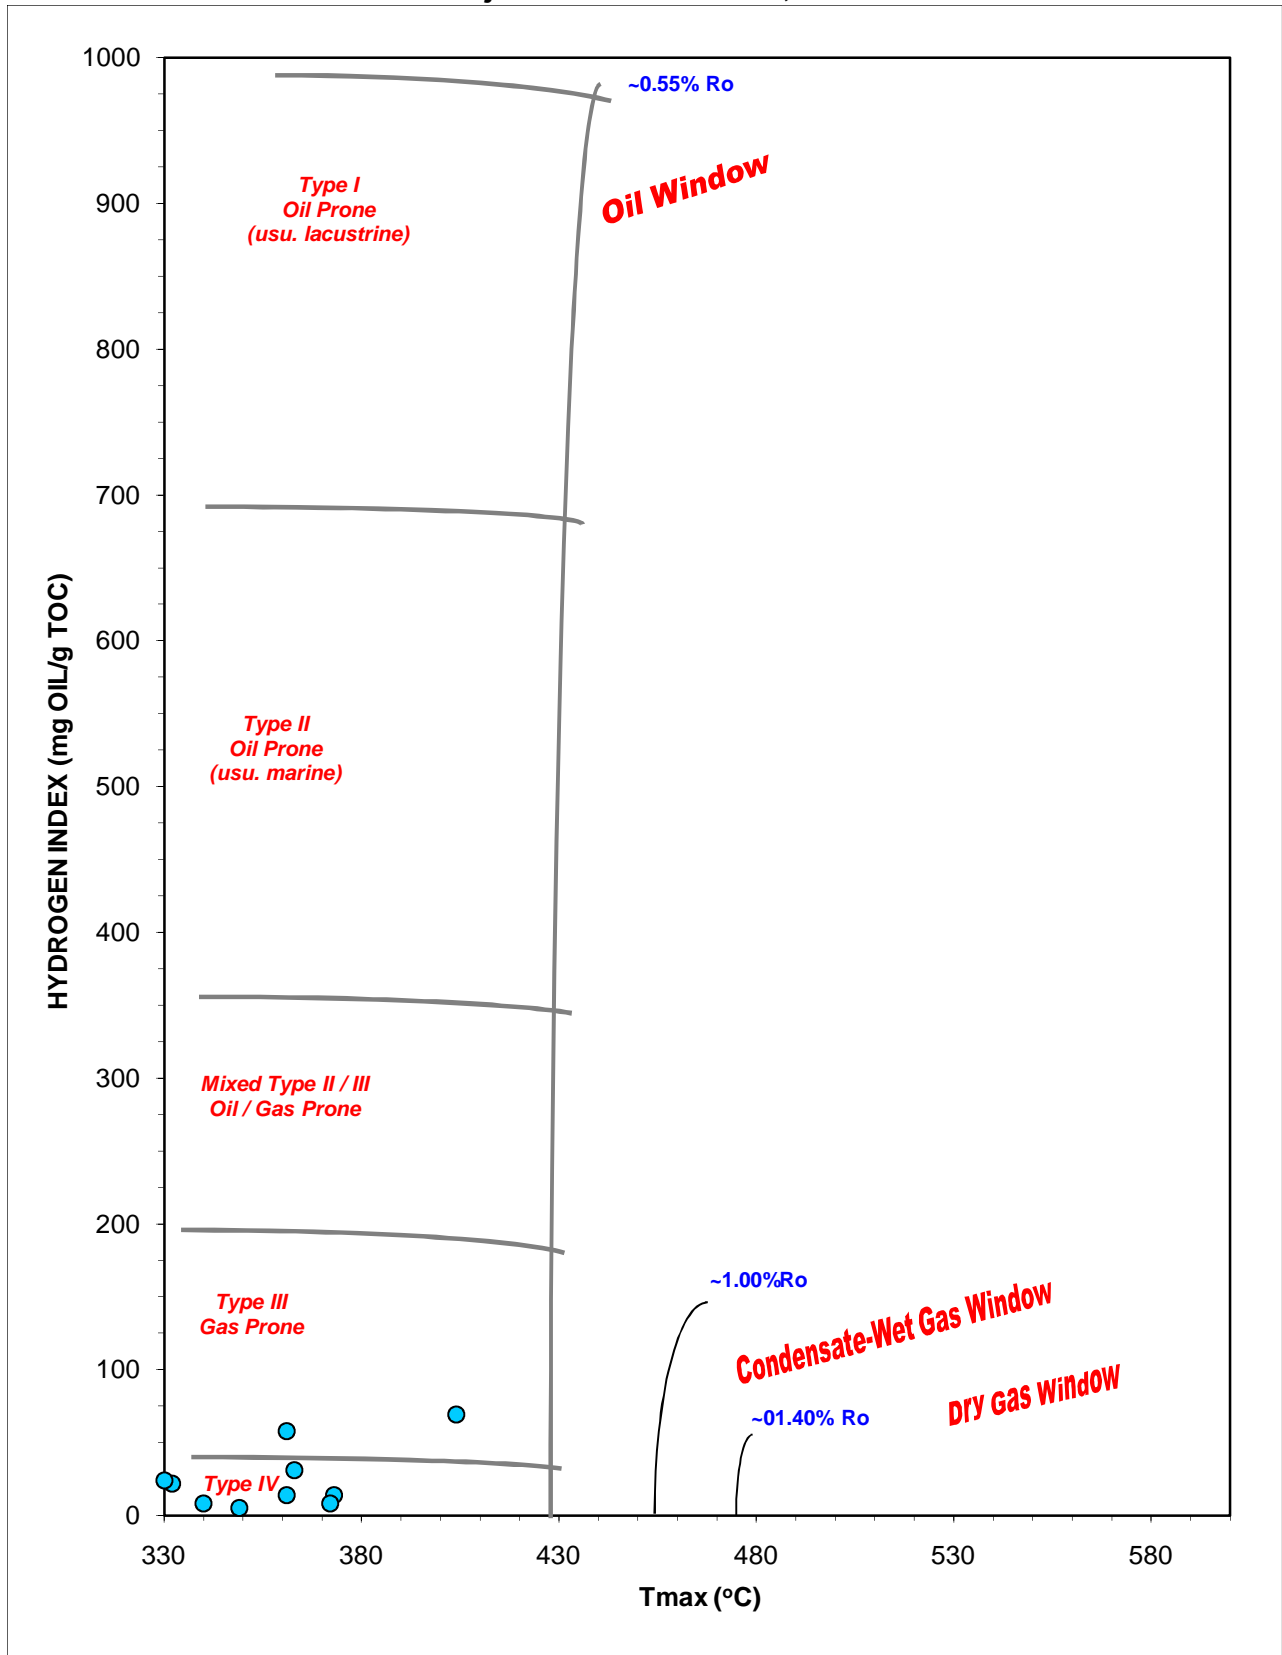 1000
~0.55% Ro
Oil Window
Type I
Oil Prone
(usu. lacustrine)
900
800
700
HYDROGEN INDEX (mg OIL/g TOC)
600
Type II
Oil Prone
(usu. marine)
500
400
300
Mixed Type II / III
Oil / Gas Prone
200
Type III
Gas Prone
~1.00%Ro
Condensate-Wet Gas Window
100
Dry Gas Window
~01.40% Ro
Type IV
0
330 380 430 480 530 580
Tmax (ºC)